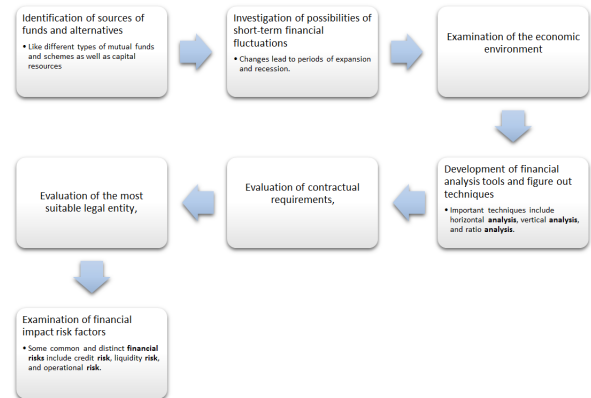 Identification of sources of
funds and alternatives
• Like different types of mutual funds
and schemes as well as capital
resources
Investigation of possibilities of
short-term financial
fluctuations
• Changes lead to periods of expansion
and recession.
Examination of the economic
environment
Development of financial
analysis tools and figure out
techniques
• Important techniques include
horizontal analysis, vertical analysis,
and ratio analysis.
Evaluation of contractual
requirements,
Evaluation of the most
suitable legal entity,
Examination of financial
impact risk factors
• Some common and distinct financial
risks include credit risk, liquidity risk,
and operational risk.